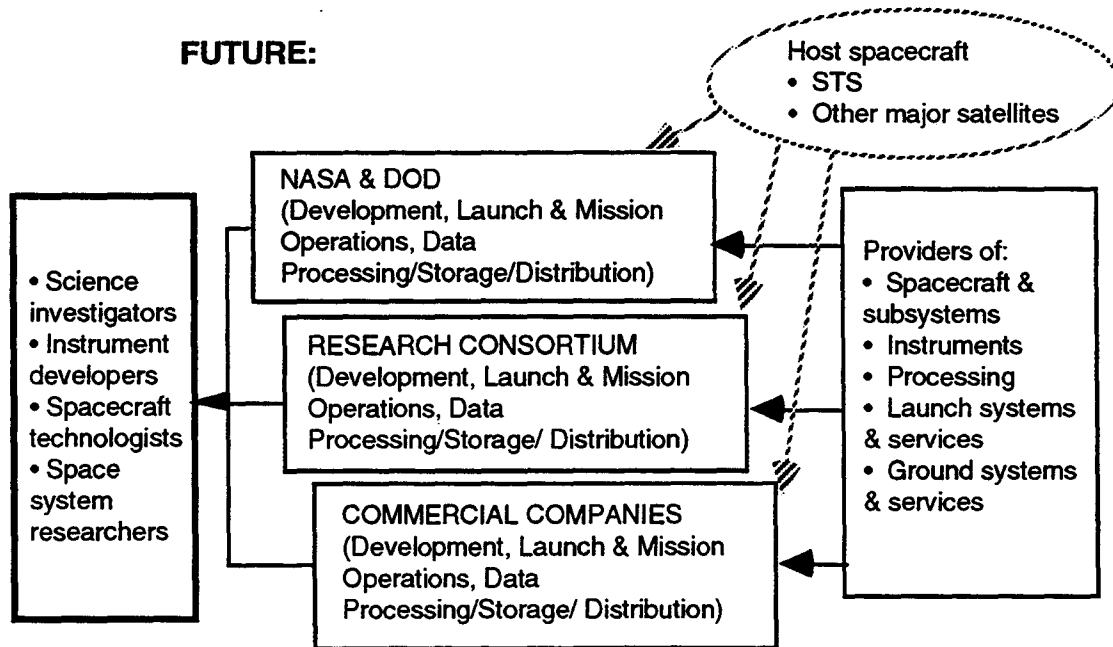 FUTURE:
Host spacecraft
• STS
• Other major satellites
NASA & DOD
(Development, Launch & Mission
Operations, Data
Processing/Storage/Distribution)
• Science
investigators
• Instrument
developers
• Spacecraft
technologists
• Space
system
researchers
RESEARCH CONSORTIUM
(Development, Launch & Mission
Operations, Data
Processing/Storage/ Distribution)
COMMERCIAL COMPANIES
(Development, Launch & Mission
Operations, Data
Processing/Storage/ Distribution)
Providers of:
• Spacecraft &
subsystems
• Instruments
• Processing
• Launch systems
& services
• Ground systems
& services